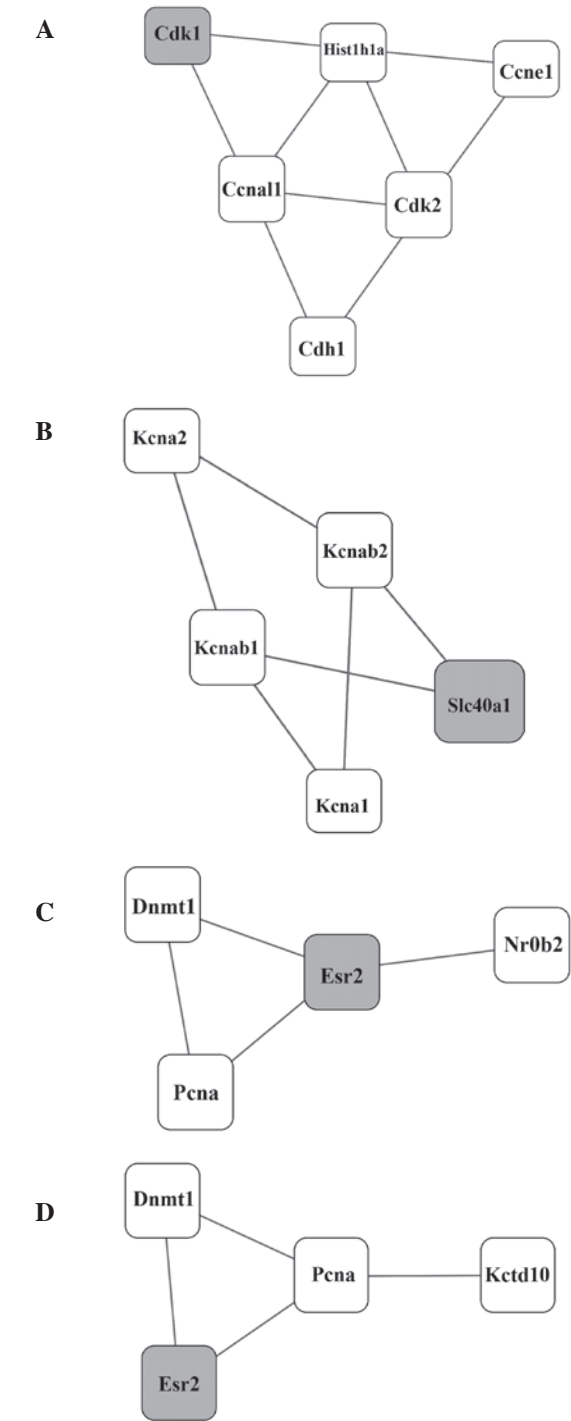 A
Cdk1
Hist1h1a
Ccne1
Ccnal1
Cdk2
Cdh1
B
Kcna2
Kcnab2
Kcnab1
Slc40a1
Kcna1
C
Dnmt1
Nr0b2
Esr2
Pcna
D
Dnmt1
Pcna
Kctd10
Esr2